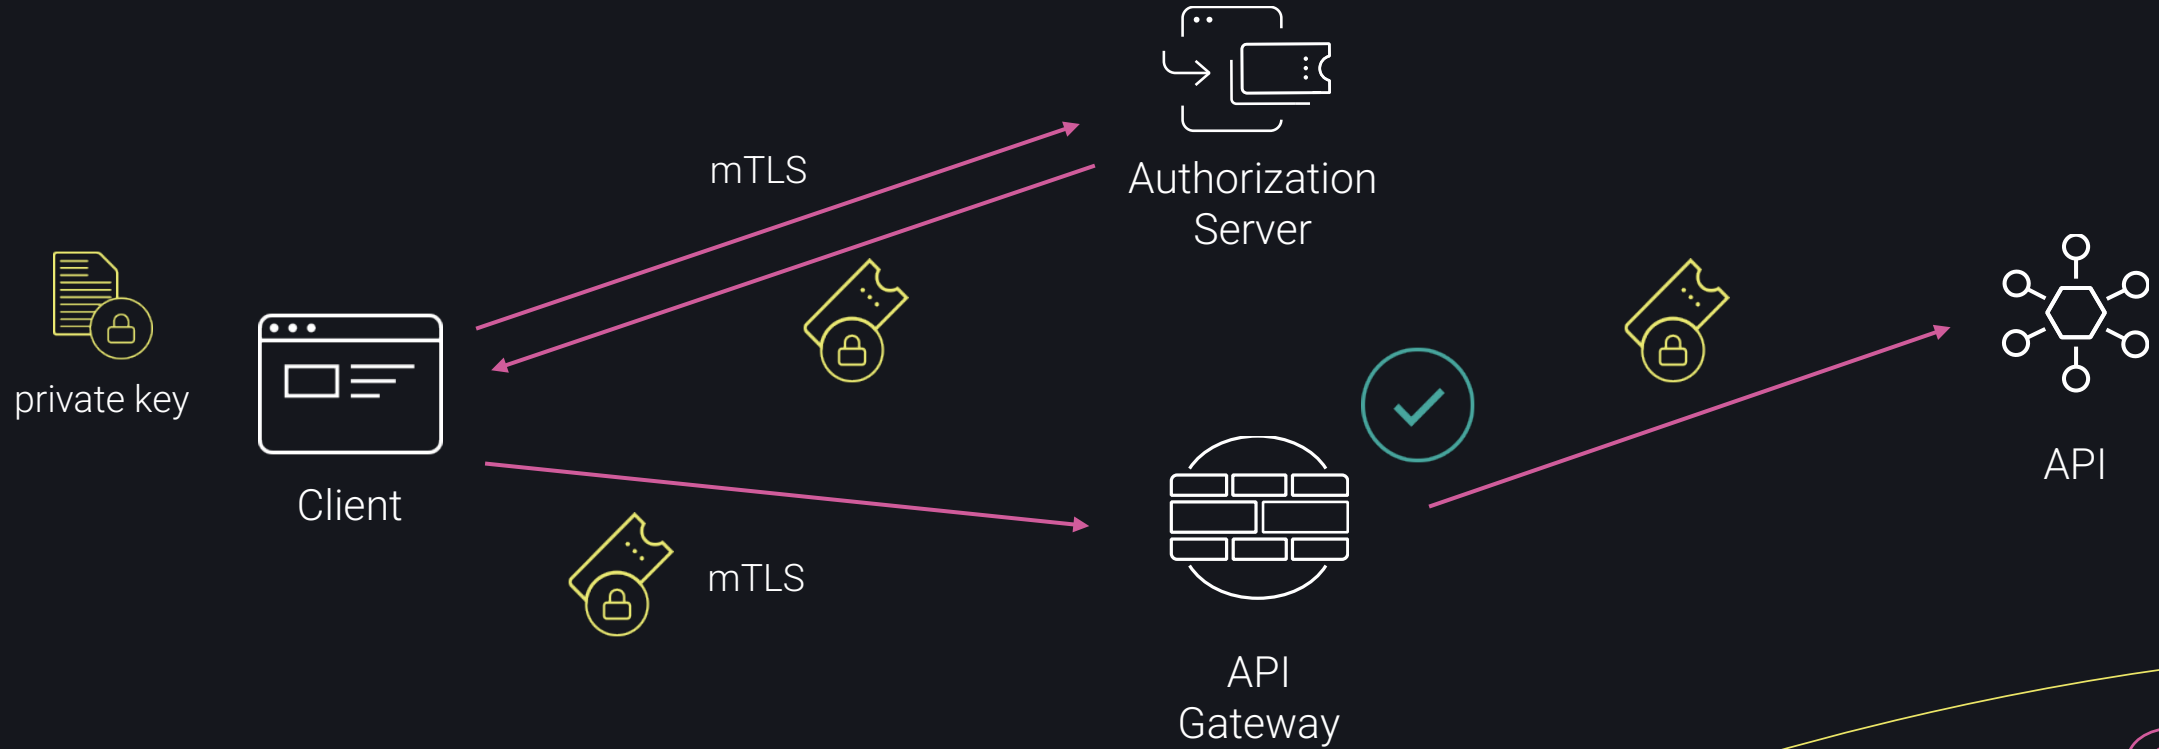 mTLS
Authorization
Server
private key
Client
API
mTLS
API
Gateway